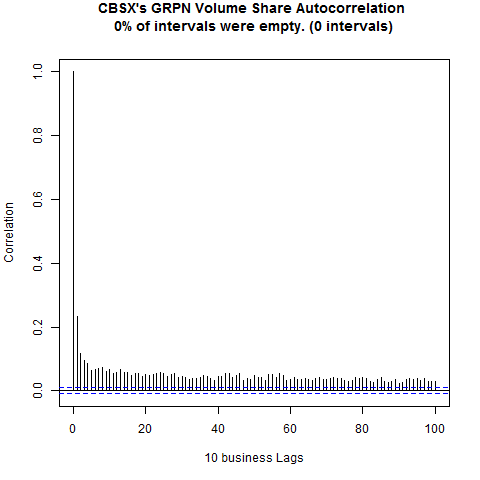 CBSX's GRPN Volume Share Autocorrelation
0% of intervals were empty. (0 intervals)
1.0
0.8
0.6
0.4
0.2
0.0
Correlation
0 20 40 60 80 100
10 business Lags